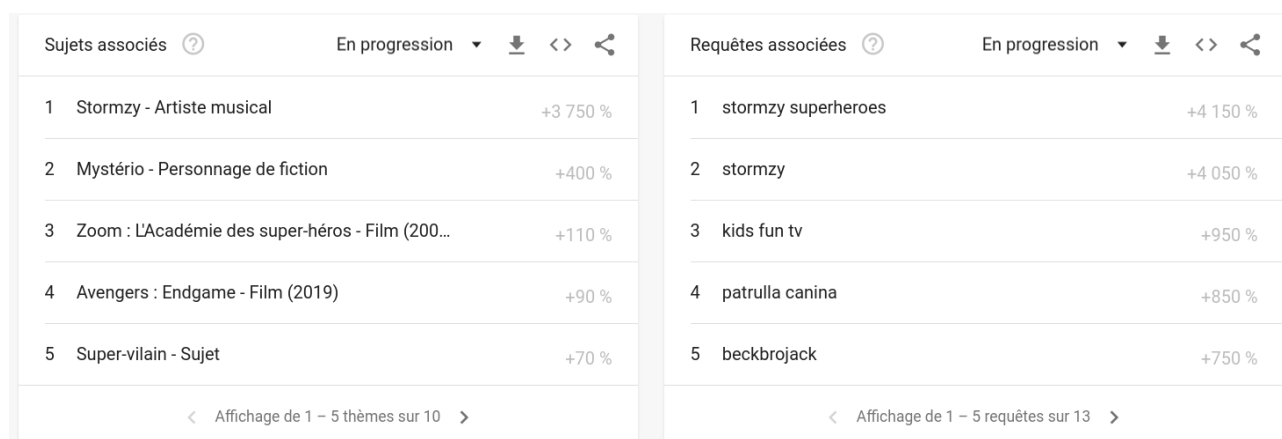 Sujets associés
En progression
1 Stormzy - Artiste musical +3 750 %
2 Mystério - Personnage de fiction +400 %
3 Zoom : L'Académie des super-héros - Film (200... +110 %
4 Avengers : Endgame - Film (2019) +90 %
5 Super-vilain - Sujet +70 %
Affichage de 1 – 5 thèmes sur 10
Requêtes associées
En progression
1 stormzy superheroes +4 150 %
2 stormzy +4 050 %
3 kids fun tv +950 %
4 patrulla canina +850 %
5 beckbrojack +750 %
Affichage de 1 – 5 requêtes sur 13